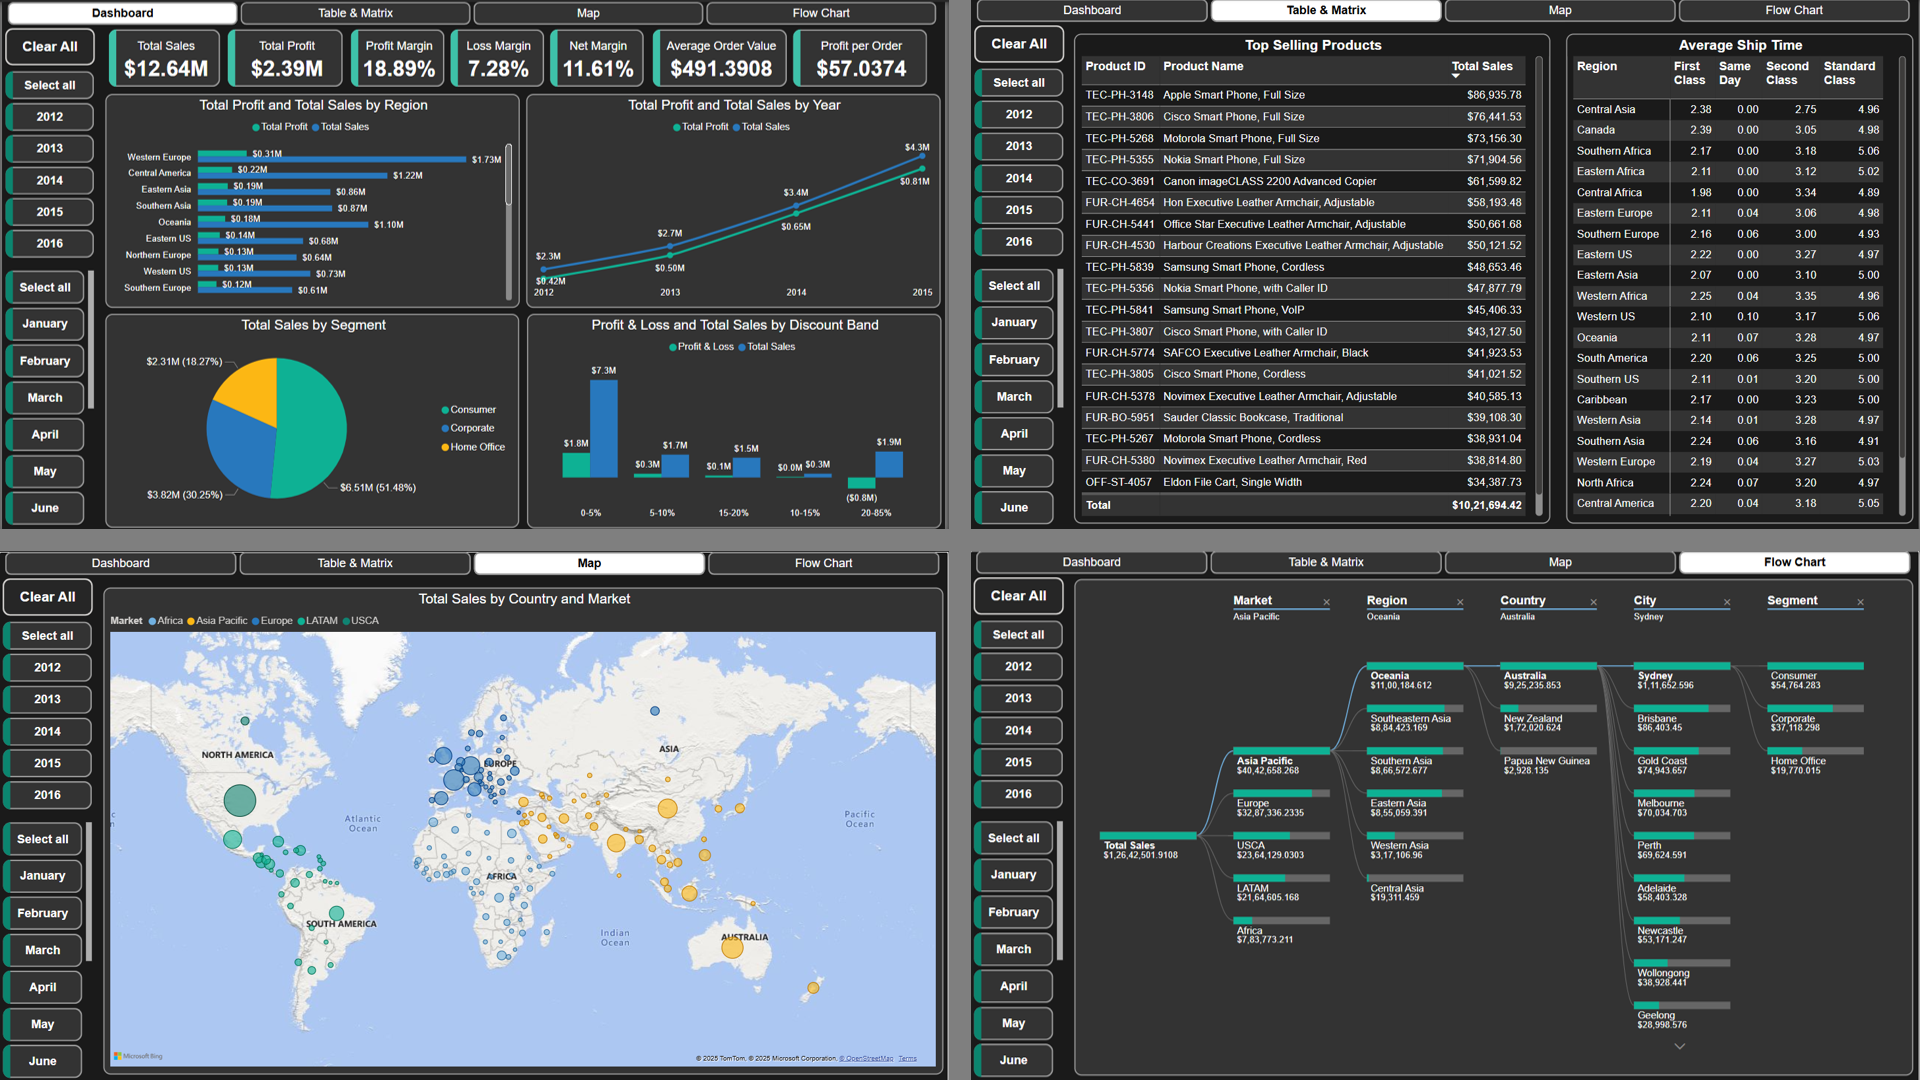 Dashboard
Table & Matrix
Map
Flow Chart
Clear All
Select all
2012
2013
2014
2015
2016
Select all
January
February
March
April
May
June
Total Sales
$12.64M
Total Profit
$2.39M
Profit Margin
18.89%
Loss Margin
7.28%
Net Margin
11.61%
Average Order Value
$491.3908
Profit per Order
$57.0374
Total Profit and Total Sales by Region
Total Profit Total Sales
Western Europe $0.31M $1.73M
Central America $0.22M $1.22M
Eastern Asia $0.19M $0.86M
Southern Asia $0.19M $0.87M
Oceania $0.18M $1.10M
Eastern US $0.14M $0.68M
Northern Europe $0.13M $0.64M
Western US $0.13M $0.73M
Southern Europe $0.12M $0.61M
Total Profit and Total Sales by Year
Total Profit Total Sales
$2.3M $2.7M $3.4M $4.3M
$0.42M $0.50M $0.65M $0.81M
2012 2013 2014 2015
Total Sales by Segment
$2.31M (18.27%)
$3.82M (30.25%)
$6.51M (51.48%)
Consumer
Corporate
Home Office
Profit & Loss and Total Sales by Discount Band
Profit & Loss Total Sales
$1.8M $7.3M
$0.3M $1.7M
$0.1M $1.5M
$0.0M $0.3M
($0.8M) $1.9M
0-5% 5-10% 15-20% 10-15% 20-85%
Dashboard
Table & Matrix
Map
Flow Chart
Clear All
Select all
2012
2013
2014
2015
2016
Select all
January
February
March
April
May
June
Top Selling Products
Product ID Product Name Total Sales
TEC-PH-3148 Apple Smart Phone, Full Size $86,935.78
TEC-PH-3806 Cisco Smart Phone, Full Size $76,441.53
TEC-PH-5268 Motorola Smart Phone, Full Size $73,156.30
TEC-PH-5355 Nokia Smart Phone, Full Size $71,904.56
TEC-CO-3691 Canon imageCLASS 2200 Advanced Copier $61,599.82
FUR-CH-4654 Hon Executive Leather Armchair, Adjustable $58,193.48
FUR-CH-5441 Office Star Executive Leather Armchair, Adjustable $50,661.68
FUR-CH-4530 Harbour Creations Executive Leather Armchair, Adjustable $50,121.52
TEC-PH-5839 Samsung Smart Phone, Cordless $48,653.46
TEC-PH-5356 Nokia Smart Phone, with Caller ID $47,877.79
TEC-PH-5841 Samsung Smart Phone, VoIP $45,406.33
TEC-PH-3807 Cisco Smart Phone, with Caller ID $43,127.50
FUR-CH-5774 SAFCO Executive Leather Armchair, Black $41,923.53
TEC-PH-3805 Cisco Smart Phone, Cordless $41,021.52
FUR-CH-5378 Novimex Executive Leather Armchair, Adjustable $40,585.13
FUR-BO-5951 Sauder Classic Bookcase, Traditional $39,108.30
TEC-PH-5267 Motorola Smart Phone, Cordless $38,931.04
FUR-CH-5380 Novimex Executive Leather Armchair, Red $38,814.80
OFF-ST-4057 Eldon File Cart, Single Width $34,387.73
Total $10,21,694.42
Average Ship Time
Region First Class Same Day Second Class Standard Class
Central Asia 2.38 0.00 2.75 4.96
Canada 2.39 0.00 3.05 4.98
Southern Africa 2.17 0.00 3.18 5.06
Eastern Africa 2.11 0.00 3.12 5.02
Central Africa 1.98 0.00 3.34 4.89
Eastern Europe 2.11 0.04 3.06 4.98
Southern Europe 2.16 0.06 3.00 4.93
Eastern US 2.22 0.00 3.27 4.97
Eastern Asia 2.07 0.00 3.10 5.00
Western Africa 2.25 0.04 3.35 4.96
Western US 2.10 0.10 3.17 5.06
Oceania 2.11 0.07 3.28 4.97
South America 2.20 0.06 3.25 5.00
Southern US 2.11 0.01 3.20 5.00
Caribbean 2.17 0.00 3.23 5.00
Western Asia 2.14 0.01 3.28 4.97
Southern Asia 2.24 0.06 3.16 4.91
Western Europe 2.19 0.04 3.27 5.03
North Africa 2.24 0.07 3.20 4.97
Central America 2.20 0.04 3.18 5.05
Dashboard
Table & Matrix
Map
Flow Chart
Clear All
Select all
2012
2013
2014
2015
2016
Select all
January
February
March
April
May
June
Total Sales by Country and Market
Market Africa Asia Pacific Europe LATAM USCA
NORTH AMERICA
EUROPE
ASIA
Atlantic
Ocean
Pacific
Ocean
AFRICA
SOUTH AMERICA
Indian
Ocean
AUSTRALIA
Microsoft Bing
© 2025 TomTom, © 2025 Microsoft Corporation, © OpenStreetMap Terms
Dashboard
Table & Matrix
Map
Flow Chart
Clear All
Select all
2012
2013
2014
2015
2016
Select all
January
February
March
April
May
June
Market
Asia Pacific
Region
Oceania
Country
Australia
City
Sydney
Segment
Total Sales
$1,26,42,501.9108
Asia Pacific
$40,42,658.268
Europe
$32,87,336.2335
USCA
$23,64,129.0303
LATAM
$21,64,605.168
Africa
$7,83,773.211
Oceania
$11,00,184.612
Southeastern Asia
$8,84,423.169
Southern Asia
$8,66,572.677
Eastern Asia
$8,55,059.391
Western Asia
$3,17,106.96
Central Asia
$19,311.459
Australia
$9,25,235.853
New Zealand
$1,72,020.624
Papua New Guinea
$2,928.135
Sydney
$1,11,652.596
Brisbane
$86,403.45
Gold Coast
$74,943.657
Melbourne
$70,034.703
Perth
$69,624.591
Adelaide
$58,403.328
Newcastle
$53,171.247
Wollongong
$38,928.441
Geelong
$28,998.576
Consumer
$54,764.283
Corporate
$37,118.298
Home Office
$19,770.015